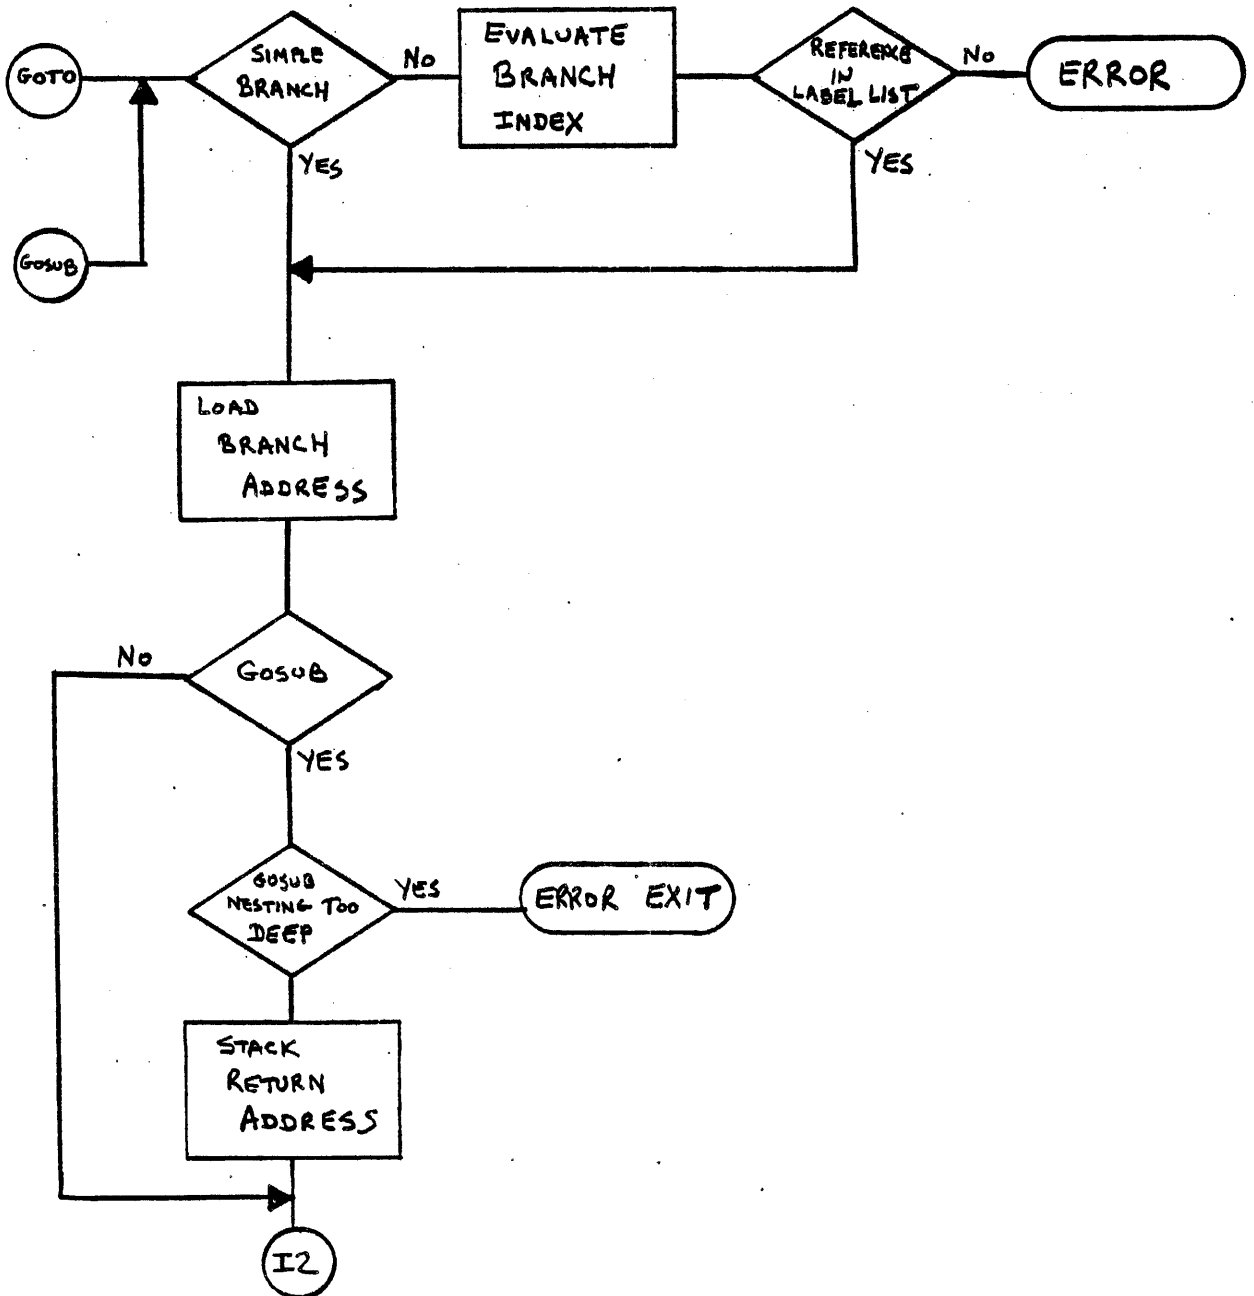 GOTO
SIMPLE
BRANCH
NO
EVALUATE
BRANCH
INDEX
REFERENCE
IN
LABEL LIST
NO
ERROR
YES
YES
GOSUB
LOAD
BRANCH
ADDRESS
NO
GOSUB
YES
GOSUB
NESTING TOO
DEEP
YES
ERROR EXIT
STACK
RETURN
ADDRESS
I2